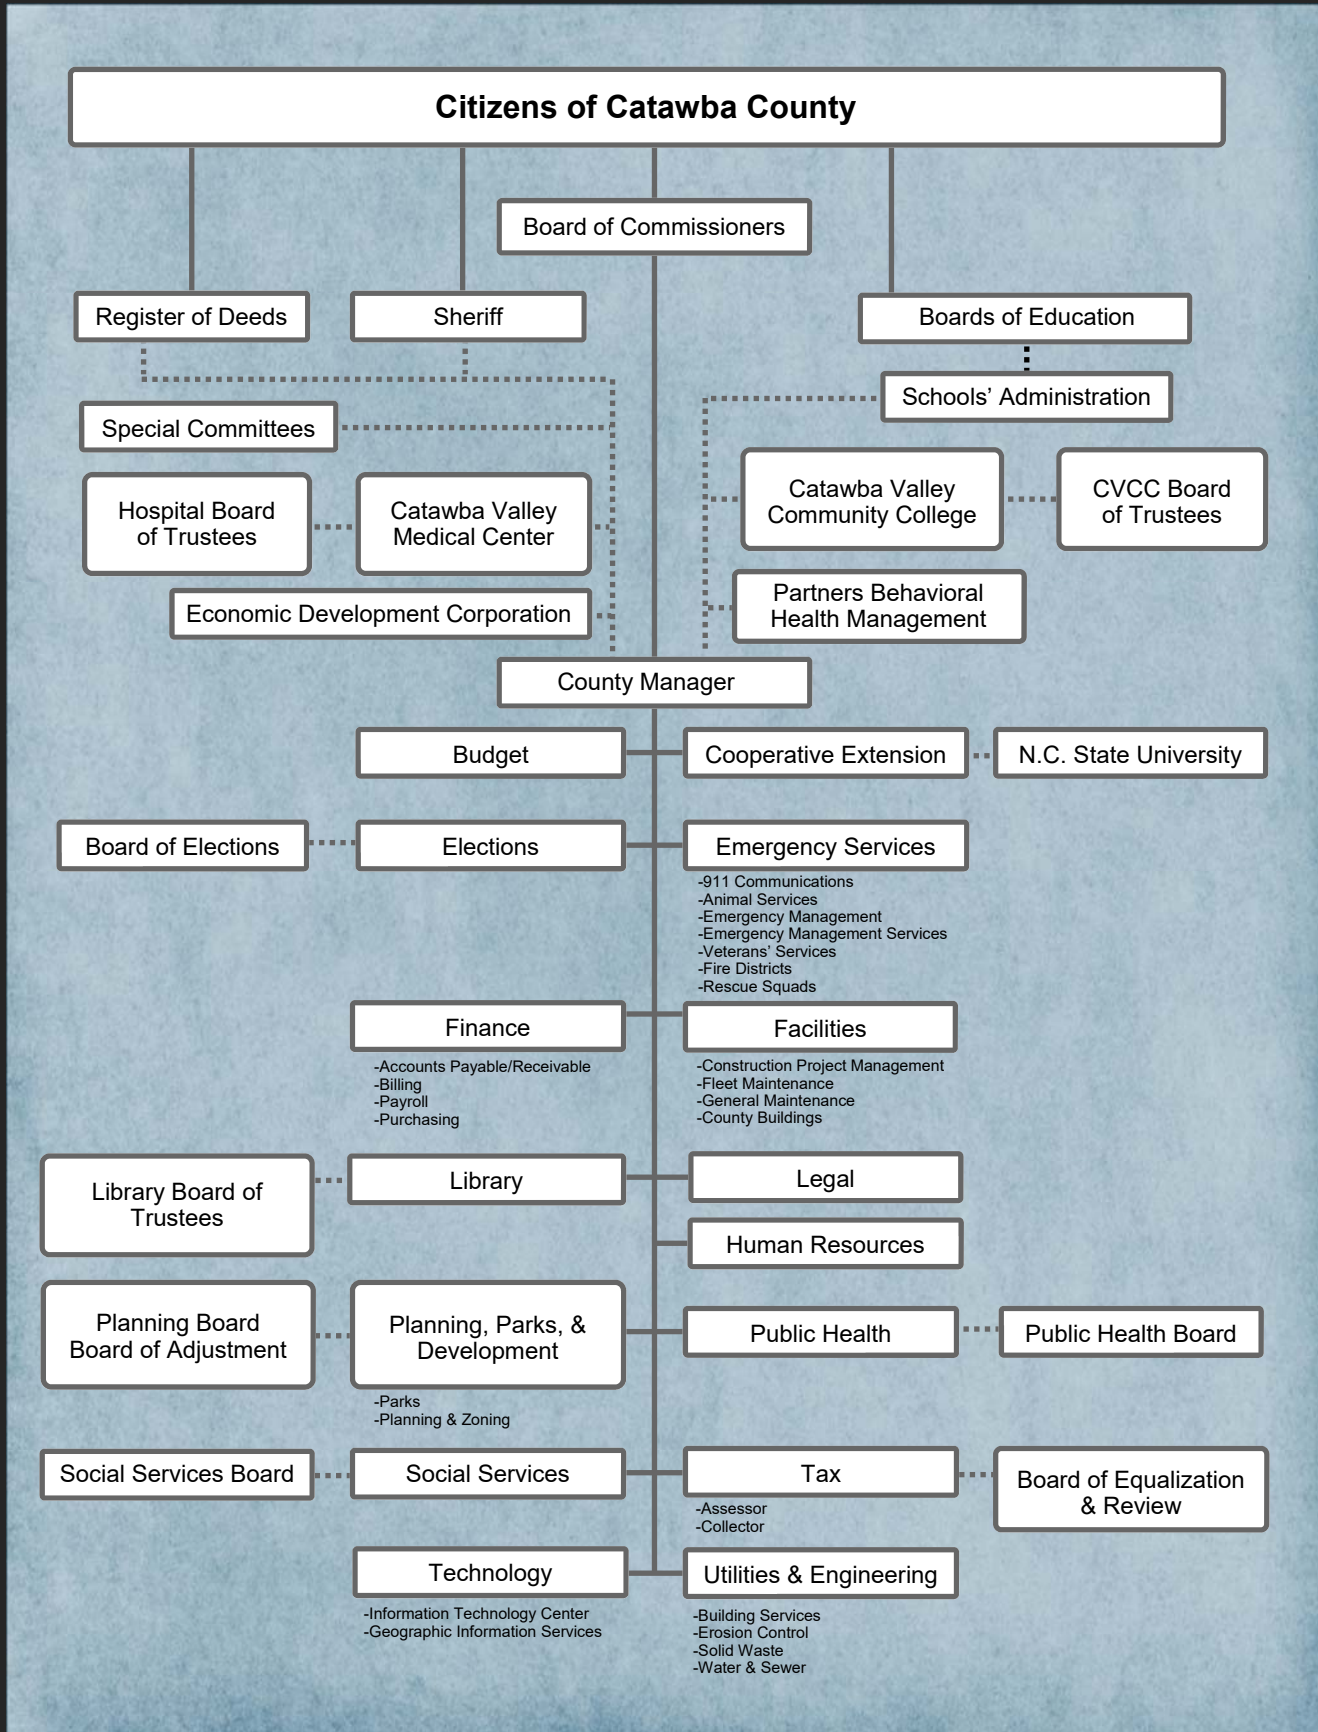 Citizens of Catawba County
Board of Commissioners
Register of Deeds
Sheriff
Boards of Education
Schools’ Administration
Special Committees
Hospital Board
of Trustees
Catawba Valley
Medical Center
Catawba Valley
Community College
CVCC Board
of Trustees
Economic Development Corporation
Partners Behavioral
Health Management
County Manager
Budget
Cooperative Extension
N.C. State University
Board of Elections
Elections
Emergency Services
-911 Communications
-Animal Services
-Emergency Management
-Emergency Management Services
-Veterans’ Services
-Fire Districts
-Rescue Squads
Finance
-Accounts Payable/Receivable
-Billing
-Payroll
-Purchasing
Facilities
-Construction Project Management
-Fleet Maintenance
-General Maintenance
-County Buildings
Library Board of
Trustees
Library
Legal
Human Resources
Planning Board
Board of Adjustment
Planning, Parks, &
Development
-Parks
-Planning & Zoning
Public Health
Public Health Board
Social Services Board
Social Services
Tax
-Assessor
-Collector
Board of Equalization
& Review
Technology
-Information Technology Center
-Geographic Information Services
Utilities & Engineering
-Building Services
-Erosion Control
-Solid Waste
-Water & Sewer